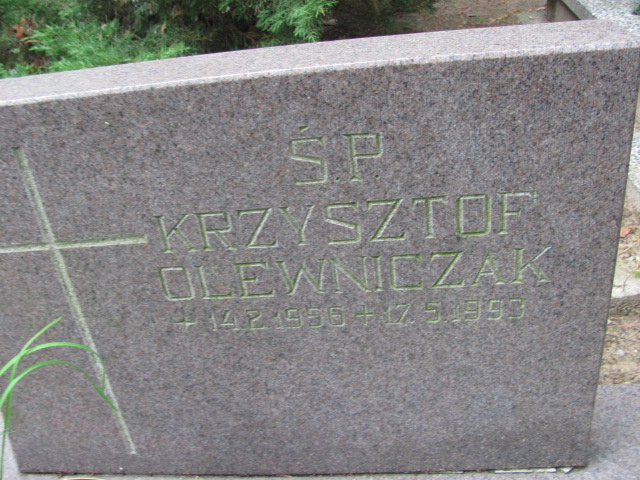 Ś.P.
KRZYSZTOF
OLEWNICZAK
+ 14.2.1956 + 17.5.1993